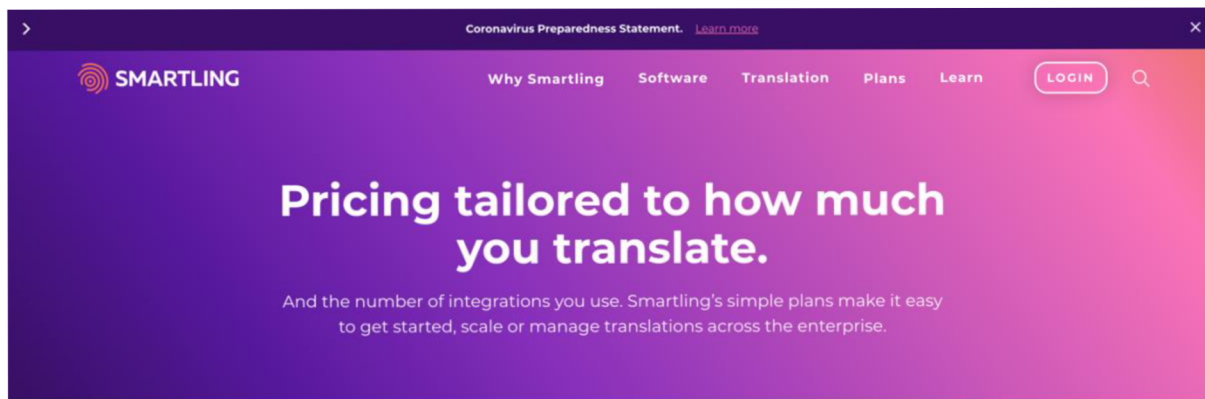 Coronavirus Preparedness Statement. Learn more
SMARTLING Why Smartling Software Translation Plans Learn LOGIN
Pricing tailored to how much
you translate.
And the number of integrations you use. Smartling's simple plans make it easy
to get started, scale or manage translations across the enterprise.